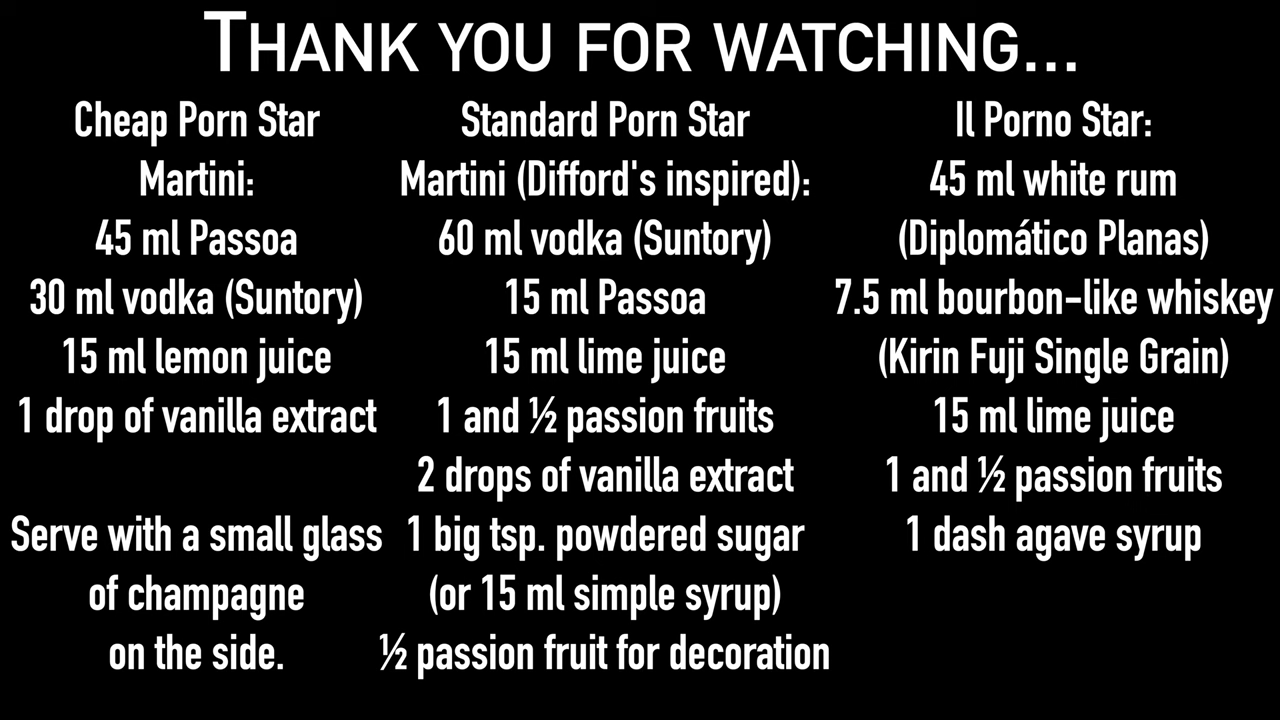 THANK YOU FOR WATCHING...
Cheap Porn Star
Martini:
45 ml Passoa
30 ml vodka (Suntory)
15 ml lemon juice
1 drop of vanilla extract
Serve with a small glass
of champagne
on the side.
Standard Porn Star
Martini (Difford's inspired):
60 ml vodka (Suntory)
15 ml Passoa
15 ml lime juice
1 and ½ passion fruits
2 drops of vanilla extract
1 big tsp. powdered sugar
(or 15 ml simple syrup)
½ passion fruit for decoration
Il Porno Star:
45 ml white rum
(Diplomático Planas)
7.5 ml bourbon-like whiskey
(Kirin Fuji Single Grain)
15 ml lime juice
1 and ½ passion fruits
1 dash agave syrup